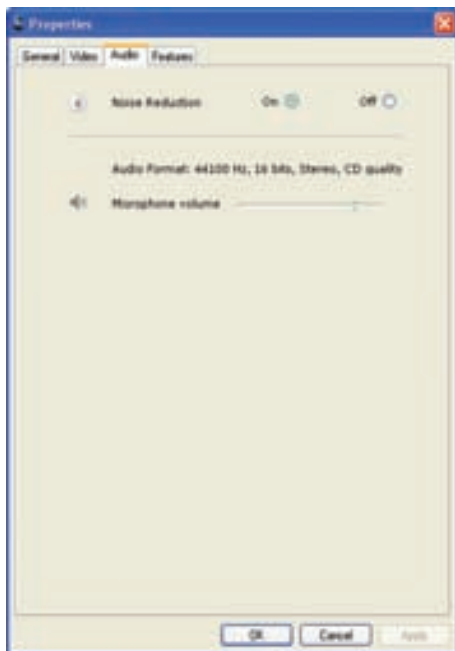 Properties
General Video Audio Features
Noise Reduction On Off
Audio Format: 44100 Hz, 16 bits, Stereo, CD quality
Microphone volume
OK Cancel Apply